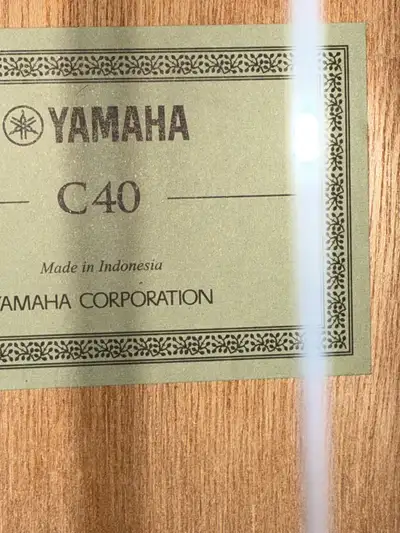 YAMAHA
C40
Made in Indonesia
YAMAHA CORPORATION